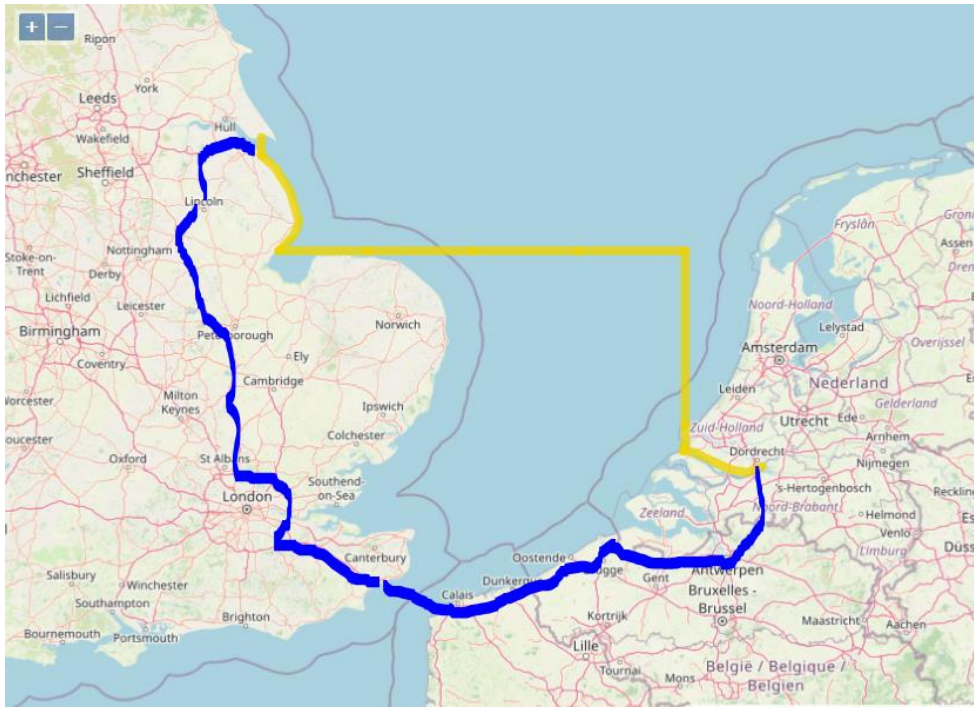 + −
Ripon
York
Leeds
Hull
Wakefield
nchester
Sheffield
Lincoln
Fryslân
Gron
Assen
Stoke-on-
Trent
Nottingham
Derby
Dren
Noord-Holland
Lichfield
Leicester
Norwich
Lelystad
Birmingham
Peterborough
Overijssel
Amsterdam
Coventry
Ely
Cambridge
Leiden
Nederland
Worcester
Milton
Keynes
Ipswich
Utrecht
Ede
Gelderland
Zuid-Holland
Colchester
Arnhem
oucester
Oxford
St Albans
Dordrecht
Nijmegen
Southend-
on-Sea
's-Hertogenbosch
Recklin
London
Zeeland
Noord-Brabant
Helmond
Venlo
Es
Canterbury
Oostende
Limburg
Düss
Salisbury
Winchester
Dunkerque
Brugge
Gent
Antwerpen
Southampton
Calais
Bruxelles -
Brussel
Brighton
Kortrijk
Maastricht
Aachen
Bournemouth
Portsmouth
Lille
Tournai
Mons
België / Belgique /
Belgien